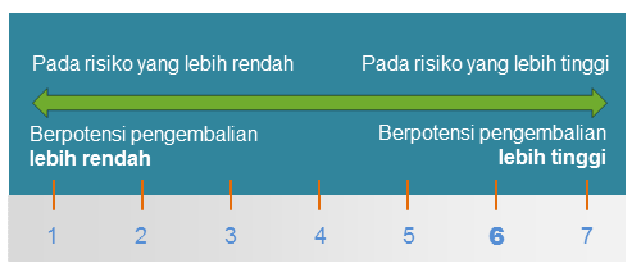 Pada risiko yang lebih rendah Pada risiko yang lebih tinggi
Berpotensi pengembalian Berpotensi pengembalian
lebih rendah lebih tinggi
1 2 3 4 5 6 7